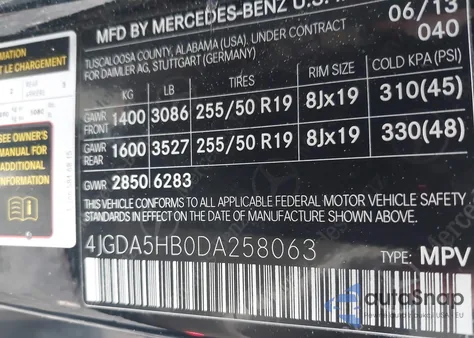 MFD BY MERCEDES-BENZ U.S.
06/13
TUSCALOOSA COUNTY, ALABAMA (USA). UNDER CONTRACT
040
FOR DAIMLER AG, STUTTGART (GERMANY)
KG LB TIRES RIM SIZE COLD KPA (PSI)
GAWR FRONT 1400 3086 255/50 R19 8Jx19 310(45)
GAWR REAR 1600 3527 255/50 R19 8Jx19 330(48)
GVWR 2850 6283
THIS VEHICLE CONFORMS TO ALL APPLICABLE FEDERAL MOTOR VEHICLE SAFETY
STANDARDS IN EFFECT ON THE DATE OF MANUFACTURE SHOWN ABOVE.
4JGDA5HB0DA258063
TYPE: MPV
LE CHARGEMENT
SEE OWNER'S
MANUAL FOR
ADDITIONAL
INFORMATION
autoSnap